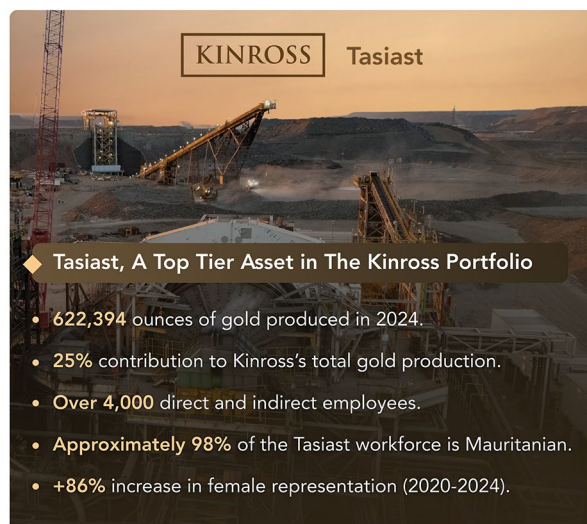 KINROSS Tasiast
Tasiast, A Top Tier Asset in The Kinross Portfolio
622,394 ounces of gold produced in 2024.
25% contribution to Kinross's total gold production.
Over 4,000 direct and indirect employees.
Approximately 98% of the Tasiast workforce is Mauritanian.
+86% increase in female representation (2020-2024).